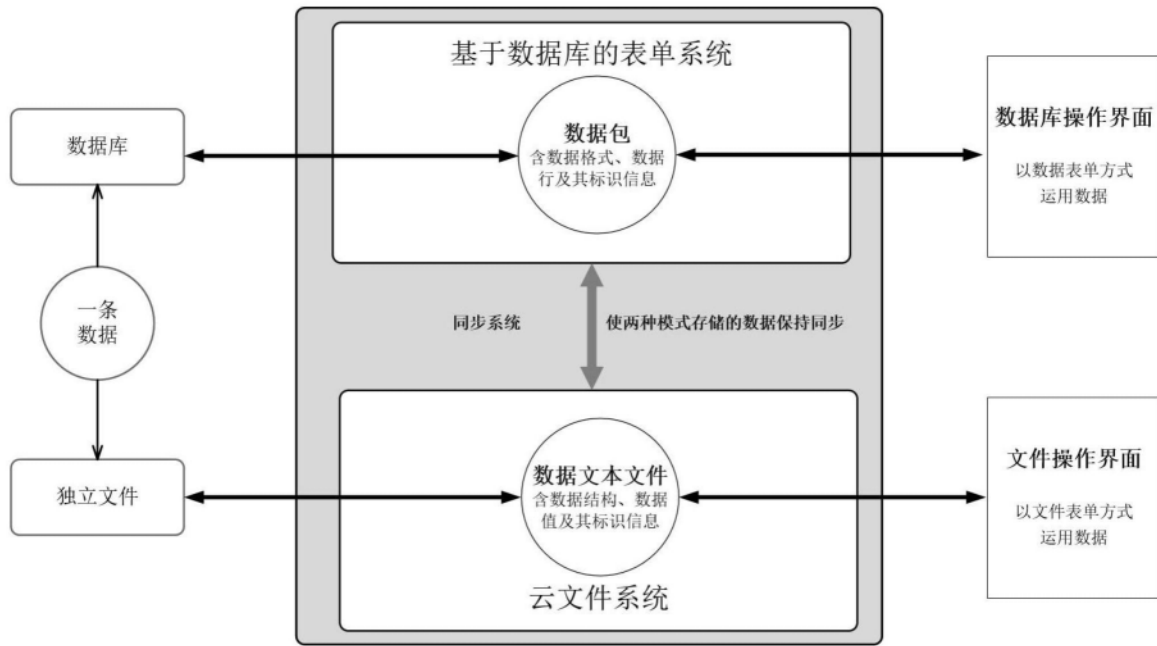 基于数据库的表单系统
数据库
数据包
含数据格式、数据
行及其标识信息
数据库操作界面
以数据表单方式
运用数据
一条
数据
同步系统
使两种模式存储的数据保持同步
独立文件
数据文本文件
含数据结构、数据
值及其标识信息
文件操作界面
以文件表单方式
运用数据
云文件系统